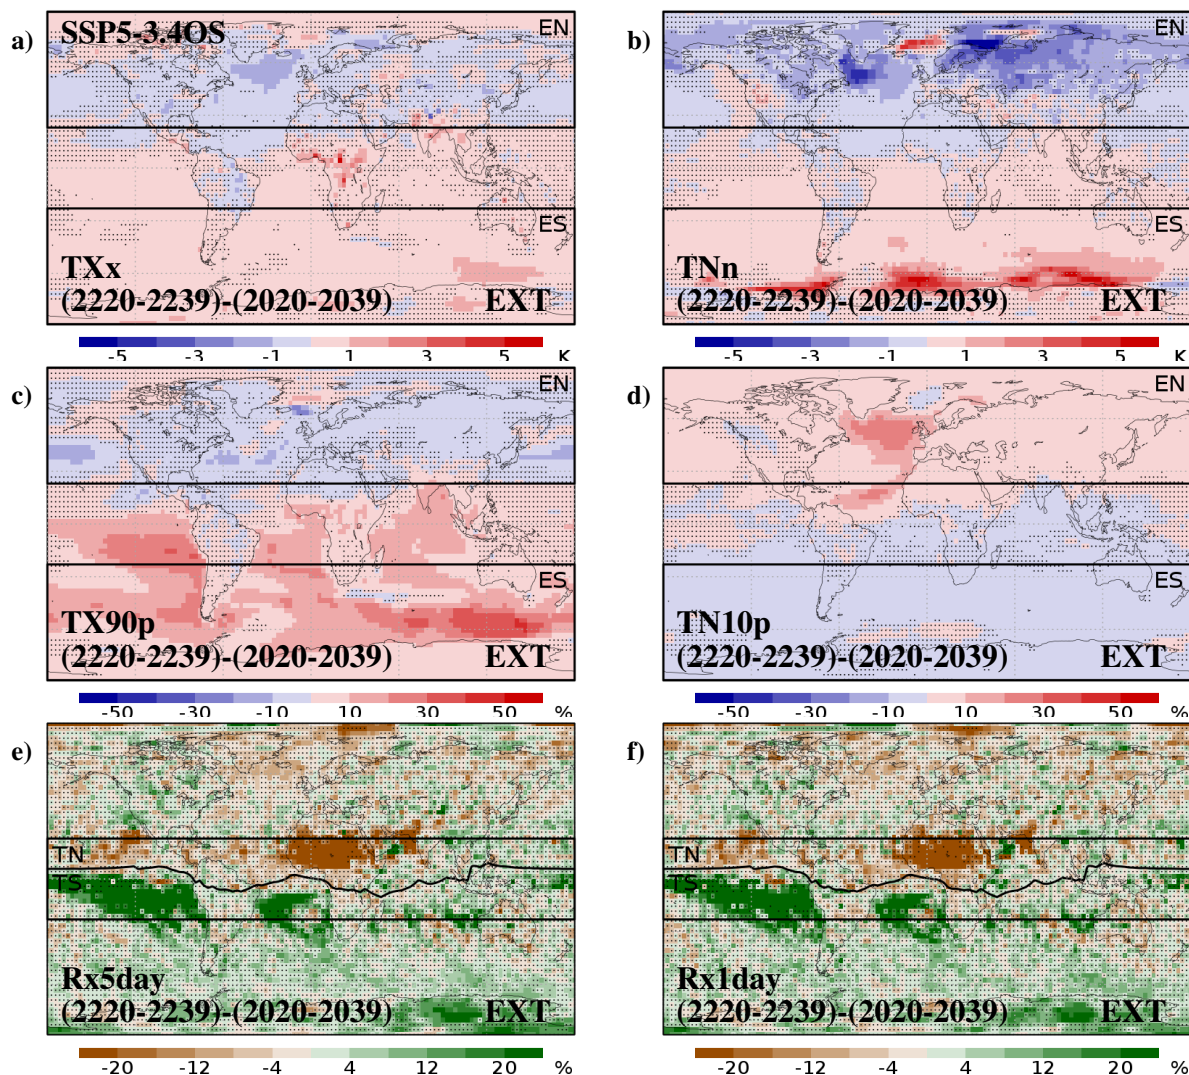 a)
SSP5-3.4OS
EN
ES
TXx
(2220-2239)-(2020-2039)
EXT
-5 -3 -1 1 3 5 K
b)
EN
ES
TNn
(2220-2239)-(2020-2039)
EXT
-5 -3 -1 1 3 5 K
c)
EN
ES
TX90p
(2220-2239)-(2020-2039)
EXT
-50 -30 -10 10 30 50 %
d)
EN
ES
TN10p
(2220-2239)-(2020-2039)
EXT
-50 -30 -10 10 30 50 %
e)
TN
TS
Rx5day
(2220-2239)-(2020-2039)
EXT
-20 -12 -4 4 12 20 %
f)
TN
TS
Rx1day
(2220-2239)-(2020-2039)
EXT
-20 -12 -4 4 12 20 %